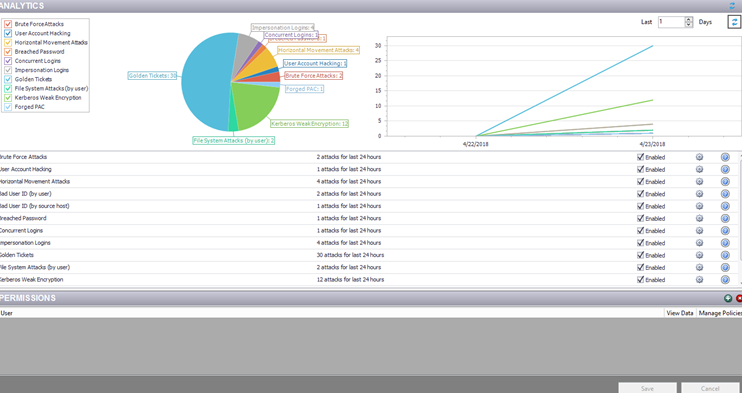 ANALYTICS
Last 1 Days
Brute Force Attacks
User Account Hacking
Horizontal Movement Attacks
Breached Password
Concurrent Logins
Impersonation Logins
Golden Tickets
File System Attacks (by user)
Kerberos Weak Encryption
Forged PAC
Impersonation Logins: 4
Concurrent Logins: 1
Horizontal Movement Attacks: 4
User Account Hacking: 1
Brute Force Attacks: 2
Forged PAC: 1
Kerberos Weak Encryption: 12
File System Attacks (by user): 2
Golden Tickets: 30
30
25
20
15
10
5
0
4/22/2018 4/23/2018
Brute Force Attacks 2 attacks for last 24 hours Enabled
User Account Hacking 1 attacks for last 24 hours Enabled
Horizontal Movement Attacks 4 attacks for last 24 hours Enabled
Bad User ID (by user) 2 attacks for last 24 hours Enabled
Bad User ID (by source host) 1 attacks for last 24 hours Enabled
Breached Password 1 attacks for last 24 hours Enabled
Concurrent Logins 1 attacks for last 24 hours Enabled
Impersonation Logins 4 attacks for last 24 hours Enabled
Golden Tickets 30 attacks for last 24 hours Enabled
File System Attacks (by user) 2 attacks for last 24 hours Enabled
Kerberos Weak Encryption 12 attacks for last 24 hours Enabled
PERMISSIONS
User View Data Manage Policies
Save Cancel